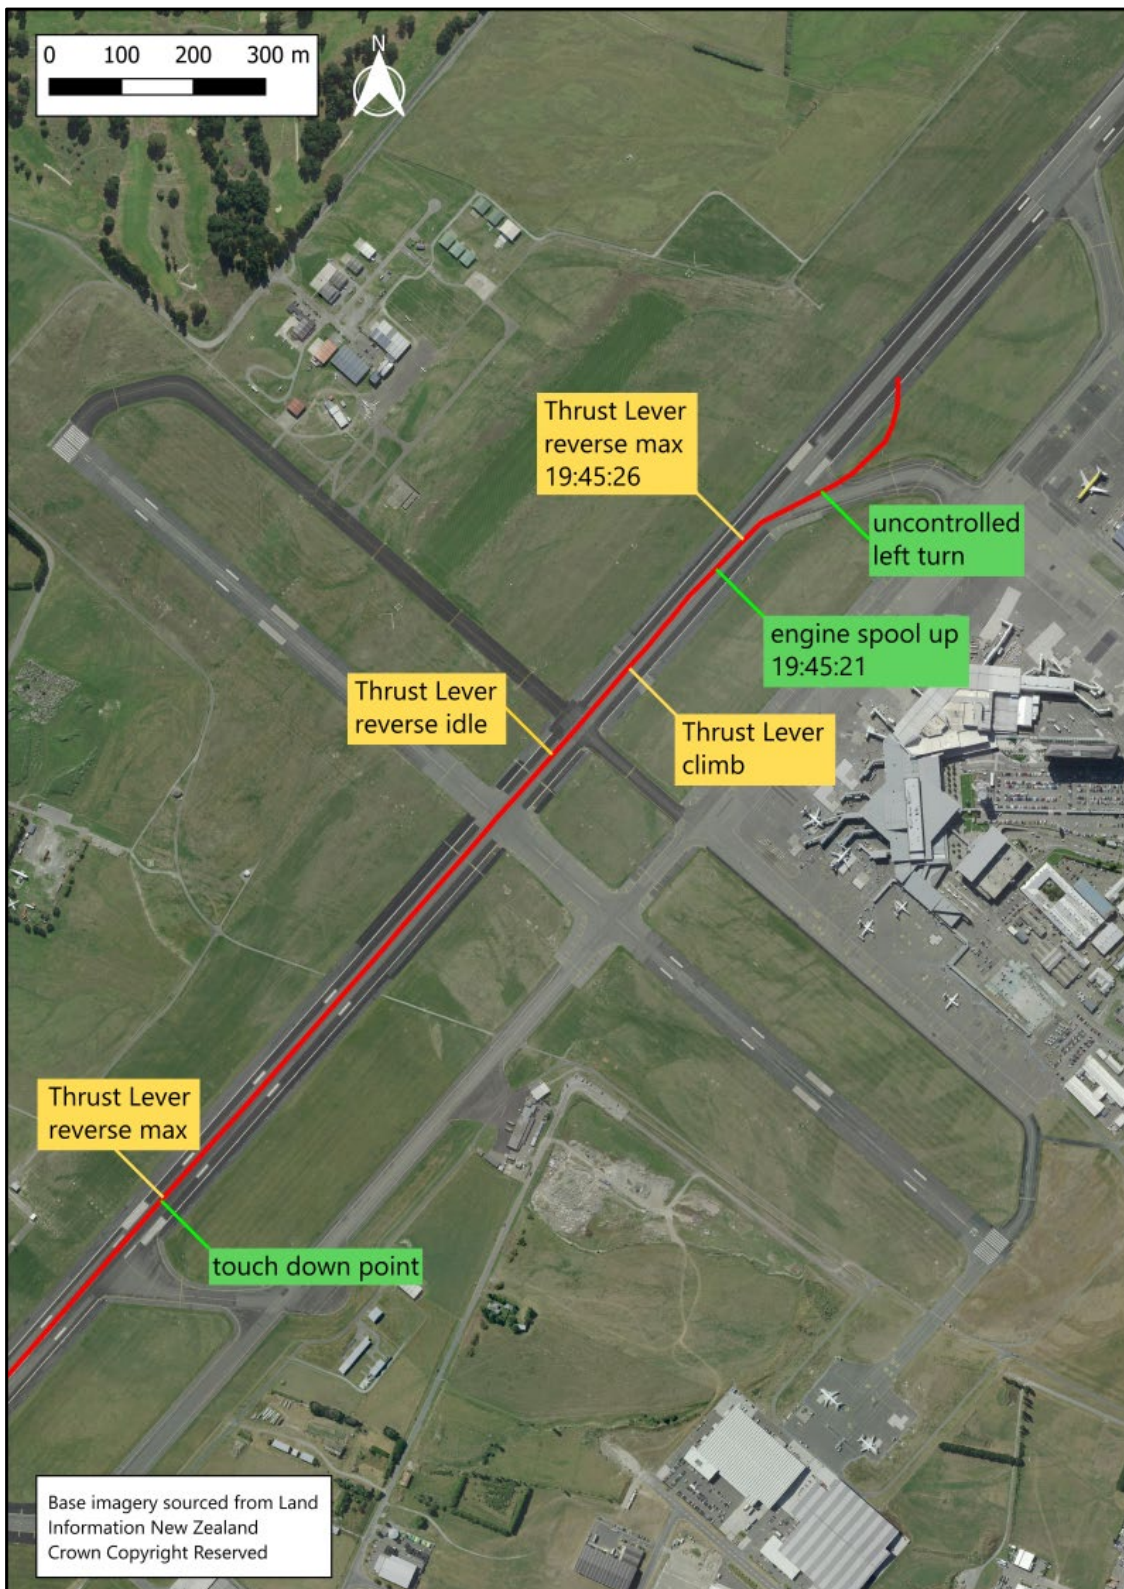 0 100 200 300 m
N
Thrust Lever
reverse max
19:45:26
uncontrolled
left turn
engine spool up
19:45:21
Thrust Lever
reverse idle
Thrust Lever
climb
Thrust Lever
reverse max
touch down point
Base imagery sourced from Land
Information New Zealand
Crown Copyright Reserved